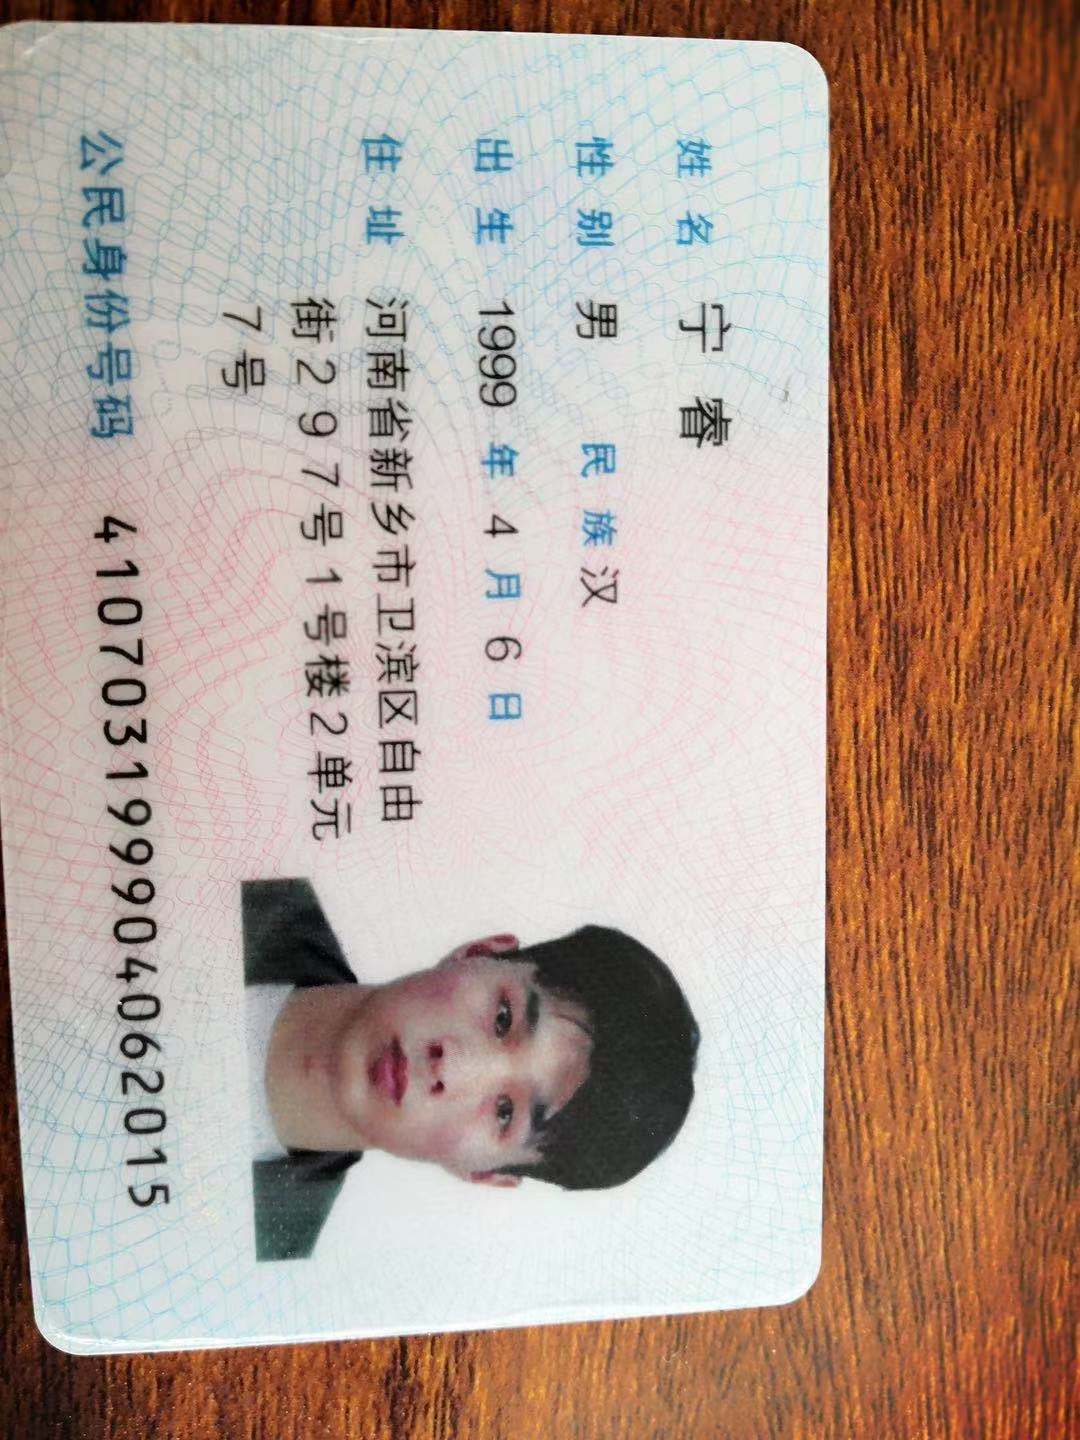 姓名 宁睿
性别 男 民族 汉
出生 1999 年 4 月 6 日
住址 河南省新乡市卫滨区自由
街297号1号楼2单元
7号
公民身份号码 410703199904062015